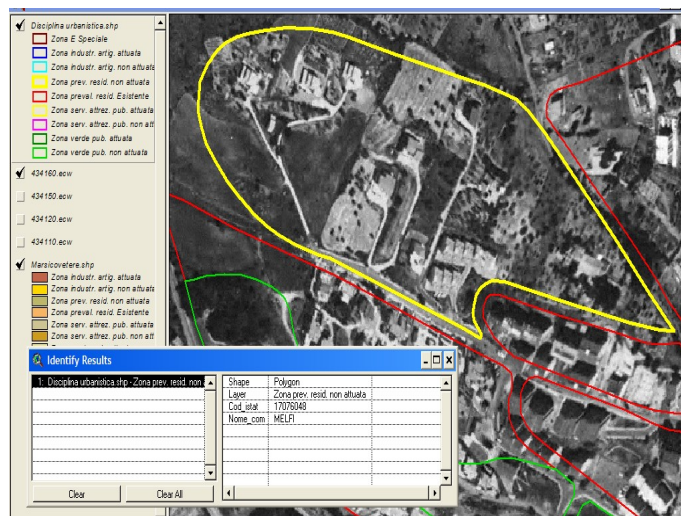 Disciplina urbanistica.shp
Zona E Speciale
Zona industr. artig. attuata
Zona industr. artig. non attuata
Zona prev. resid. non attuata
Zona preval. resid. Esistente
Zona serv. attrez. pub. attuata
Zona serv. attrez. pub. non att
Zona verde pub. attuata
Zona verde pub. non attuata
434160.ecw
434150.ecw
434120.ecw
434110.ecw
Marsicovetere.shp
Zona industr. artig. attuata
Zona industr. artig. non attuata
Zona prev. resid. non attuata
Zona preval. resid. Esistente
Zona serv. attrez. pub. attuata
Zona serv. attrez. pub. non att
Identify Results
1: Disciplina urbanistica.shp - Zona prev. resid. non
Shape Polygon
Layer Zona prev. resid. non attuata
Cod_istat 17076048
Nome_com MELFI
Clear Clear All